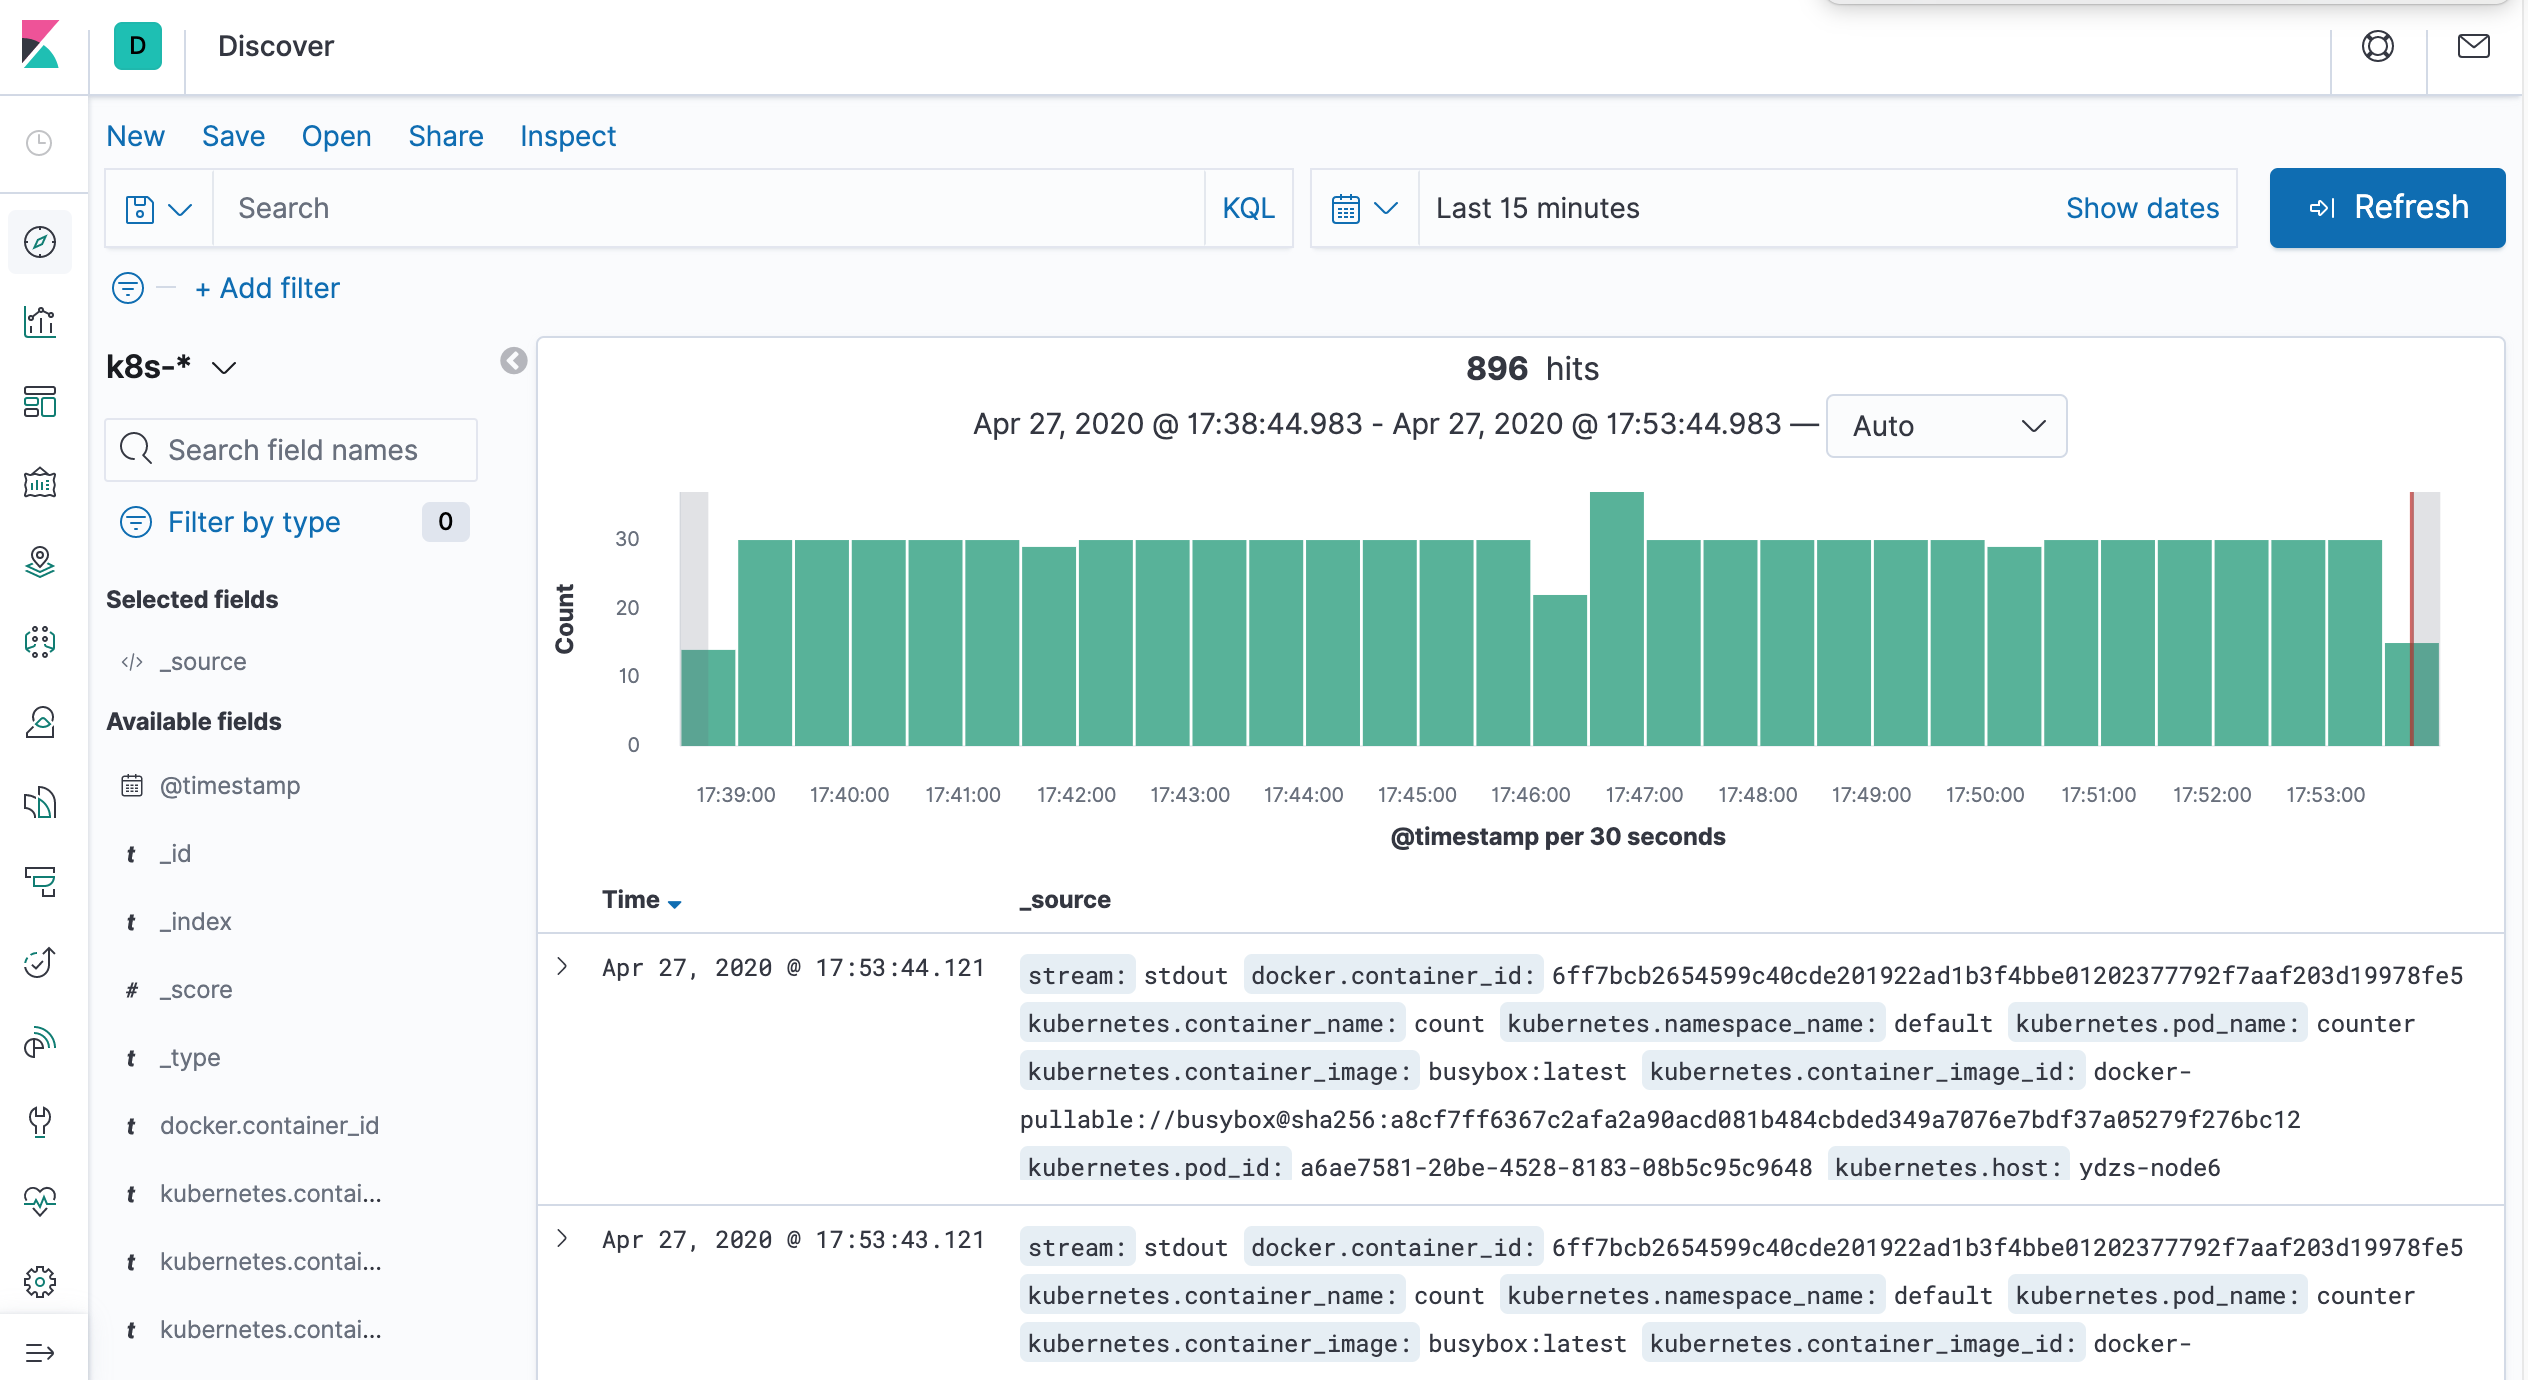 D Discover
New Save Open Share Inspect
Search KQL Last 15 minutes Show dates Refresh
+ Add filter
k8s-*
Search field names
Filter by type 0
Selected fields
</> _source
Available fields
@timestamp
t _id
t _index
# _score
t _type
t docker.container_id
t kubernetes.contai...
t kubernetes.contai...
t kubernetes.contai...
896 hits
Apr 27, 2020 @ 17:38:44.983 - Apr 27, 2020 @ 17:53:44.983 — Auto
Count
30
20
10
0
17:39:00 17:40:00 17:41:00 17:42:00 17:43:00 17:44:00 17:45:00 17:46:00 17:47:00 17:48:00 17:49:00 17:50:00 17:51:00 17:52:00 17:53:00
@timestamp per 30 seconds
Time _source
Apr 27, 2020 @ 17:53:44.121 stream: stdout docker.container_id: 6ff7bcb2654599c40cde201922ad1b3f4bbe01202377792f7aaf203d19978fe5
kubernetes.container_name: count kubernetes.namespace_name: default kubernetes.pod_name: counter
kubernetes.container_image: busybox:latest kubernetes.container_image_id: docker-
pullable://busybox@sha256:a8cf7ff6367c2afa2a90acd081b484cbded349a7076e7bdf37a05279f276bc12
kubernetes.pod_id: a6ae7581-20be-4528-8183-08b5c95c9648 kubernetes.host: ydzs-node6
Apr 27, 2020 @ 17:53:43.121 stream: stdout docker.container_id: 6ff7bcb2654599c40cde201922ad1b3f4bbe01202377792f7aaf203d19978fe5
kubernetes.container_name: count kubernetes.namespace_name: default kubernetes.pod_name: counter
kubernetes.container_image: busybox:latest kubernetes.container_image_id: docker-